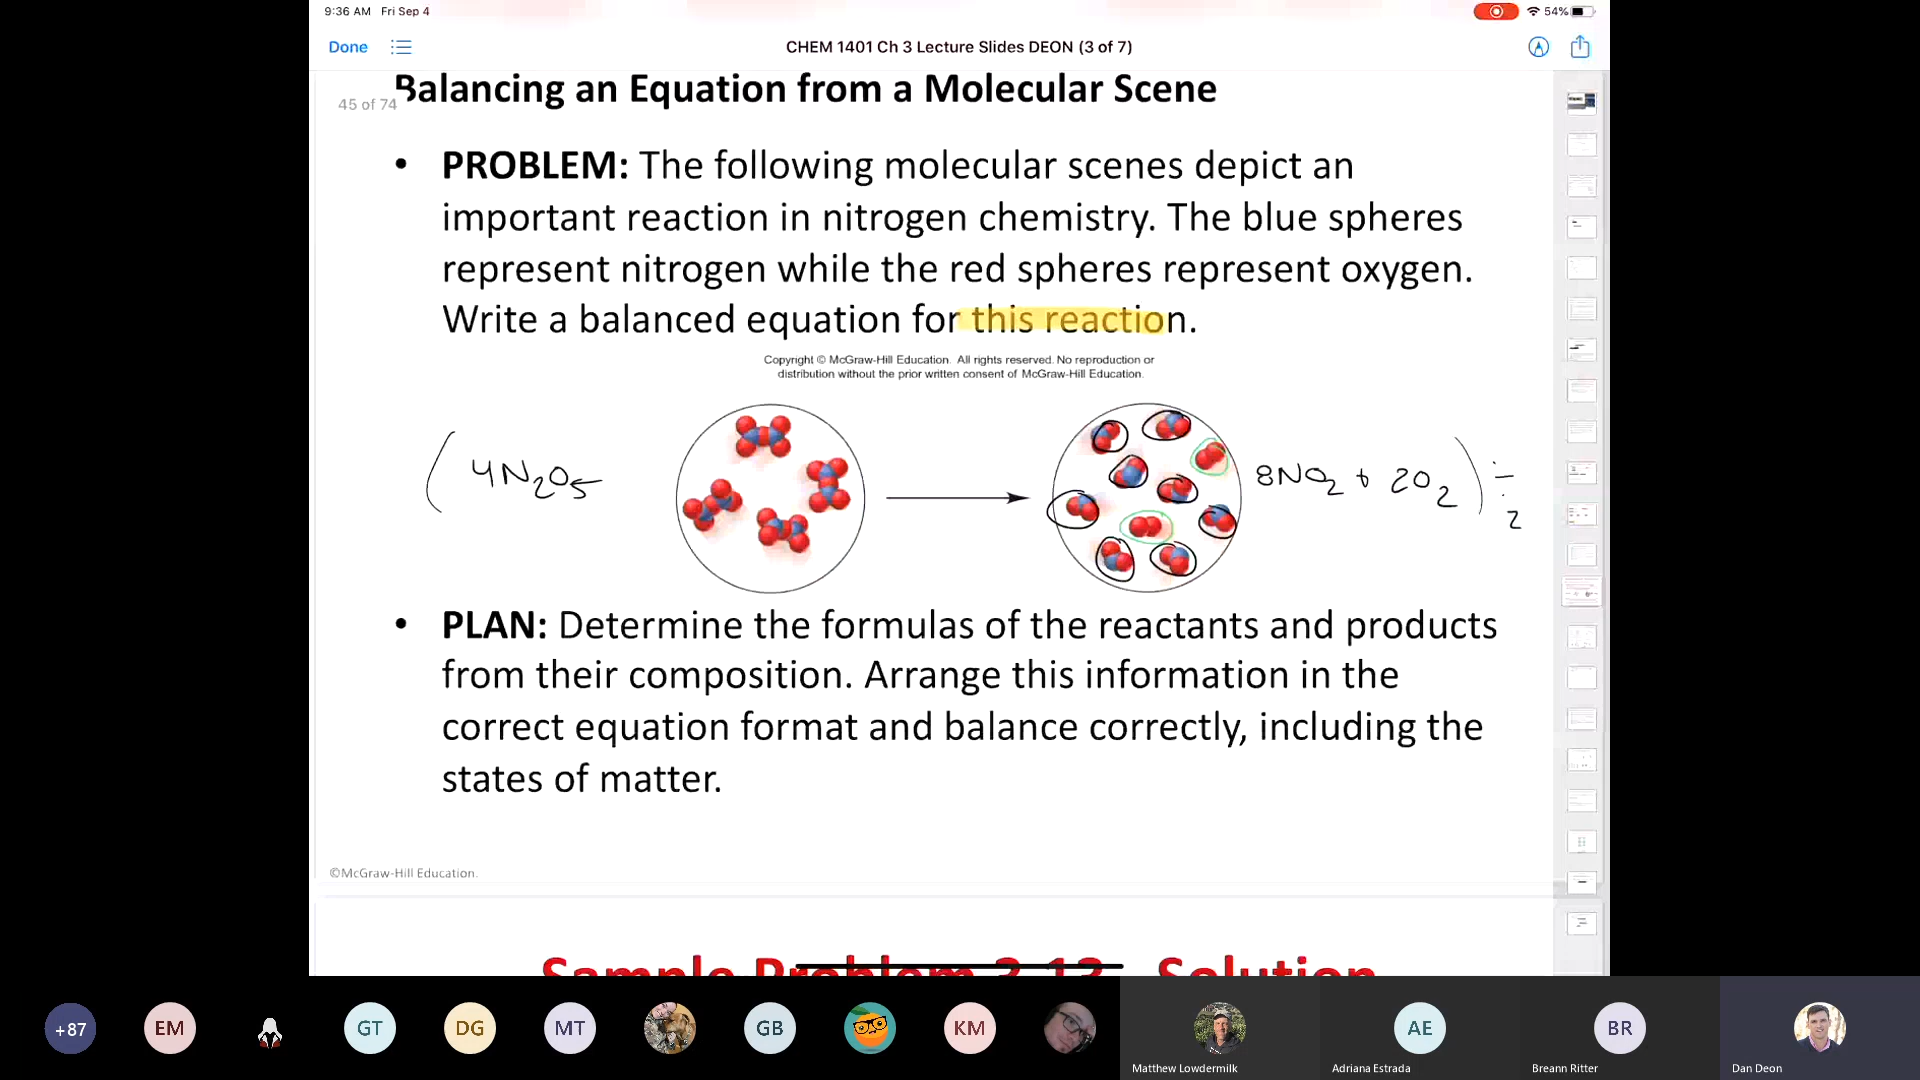 9:36 AM Fri Sep 4
54%
Done
CHEM 1401 Ch 3 Lecture Slides DEON (3 of 7)
45 of 74
Balancing an Equation from a Molecular Scene
• PROBLEM: The following molecular scenes depict an
important reaction in nitrogen chemistry. The blue spheres
represent nitrogen while the red spheres represent oxygen.
Write a balanced equation for this reaction.
Copyright © McGraw-Hill Education. All rights reserved. No reproduction or
distribution without the prior written consent of McGraw-Hill Education.
( 4N₂O₅ 8NO₂ + 2O₂ ) ÷ 2
• PLAN: Determine the formulas of the reactants and products
from their composition. Arrange this information in the
correct equation format and balance correctly, including the
states of matter.
©McGraw-Hill Education.
Sample Problem 3.13 Solution
+87 EM GT DG MT GB KM AE BR
Matthew Lowdermilk Adriana Estrada Breann Ritter Dan Deon